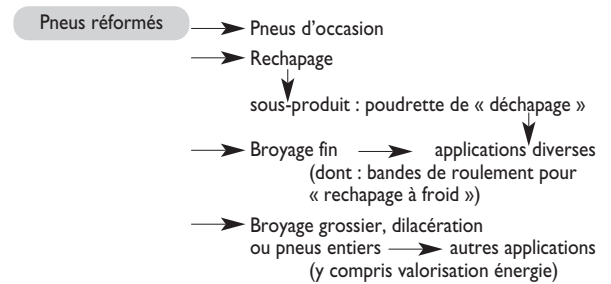 Pneus réformés
Pneus d'occasion
Rechapage
sous-produit : poudrette de « déchapage »
Broyage fin applications diverses
(dont : bandes de roulement pour
« rechapage à froid »)
Broyage grossier, dilacération
ou pneus entiers autres applications
(y compris valorisation énergie)